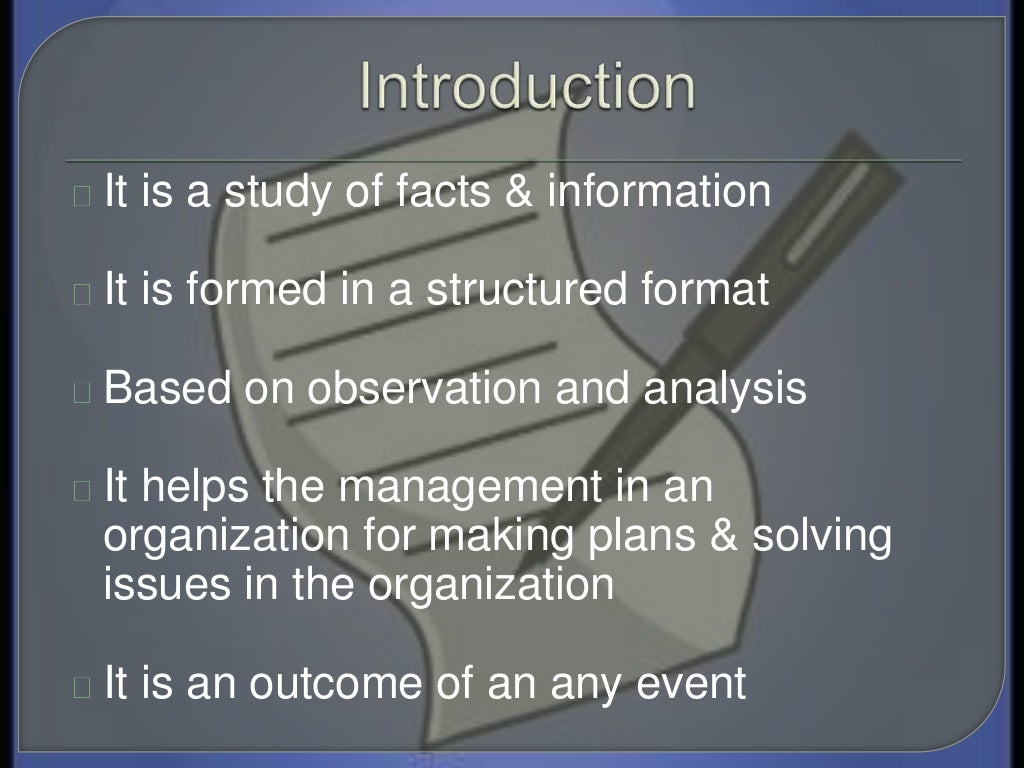 Introduction
It is a study of facts & information
It is formed in a structured format
Based on observation and analysis
It helps the management in an
organization for making plans & solving
issues in the organization
It is an outcome of an any event